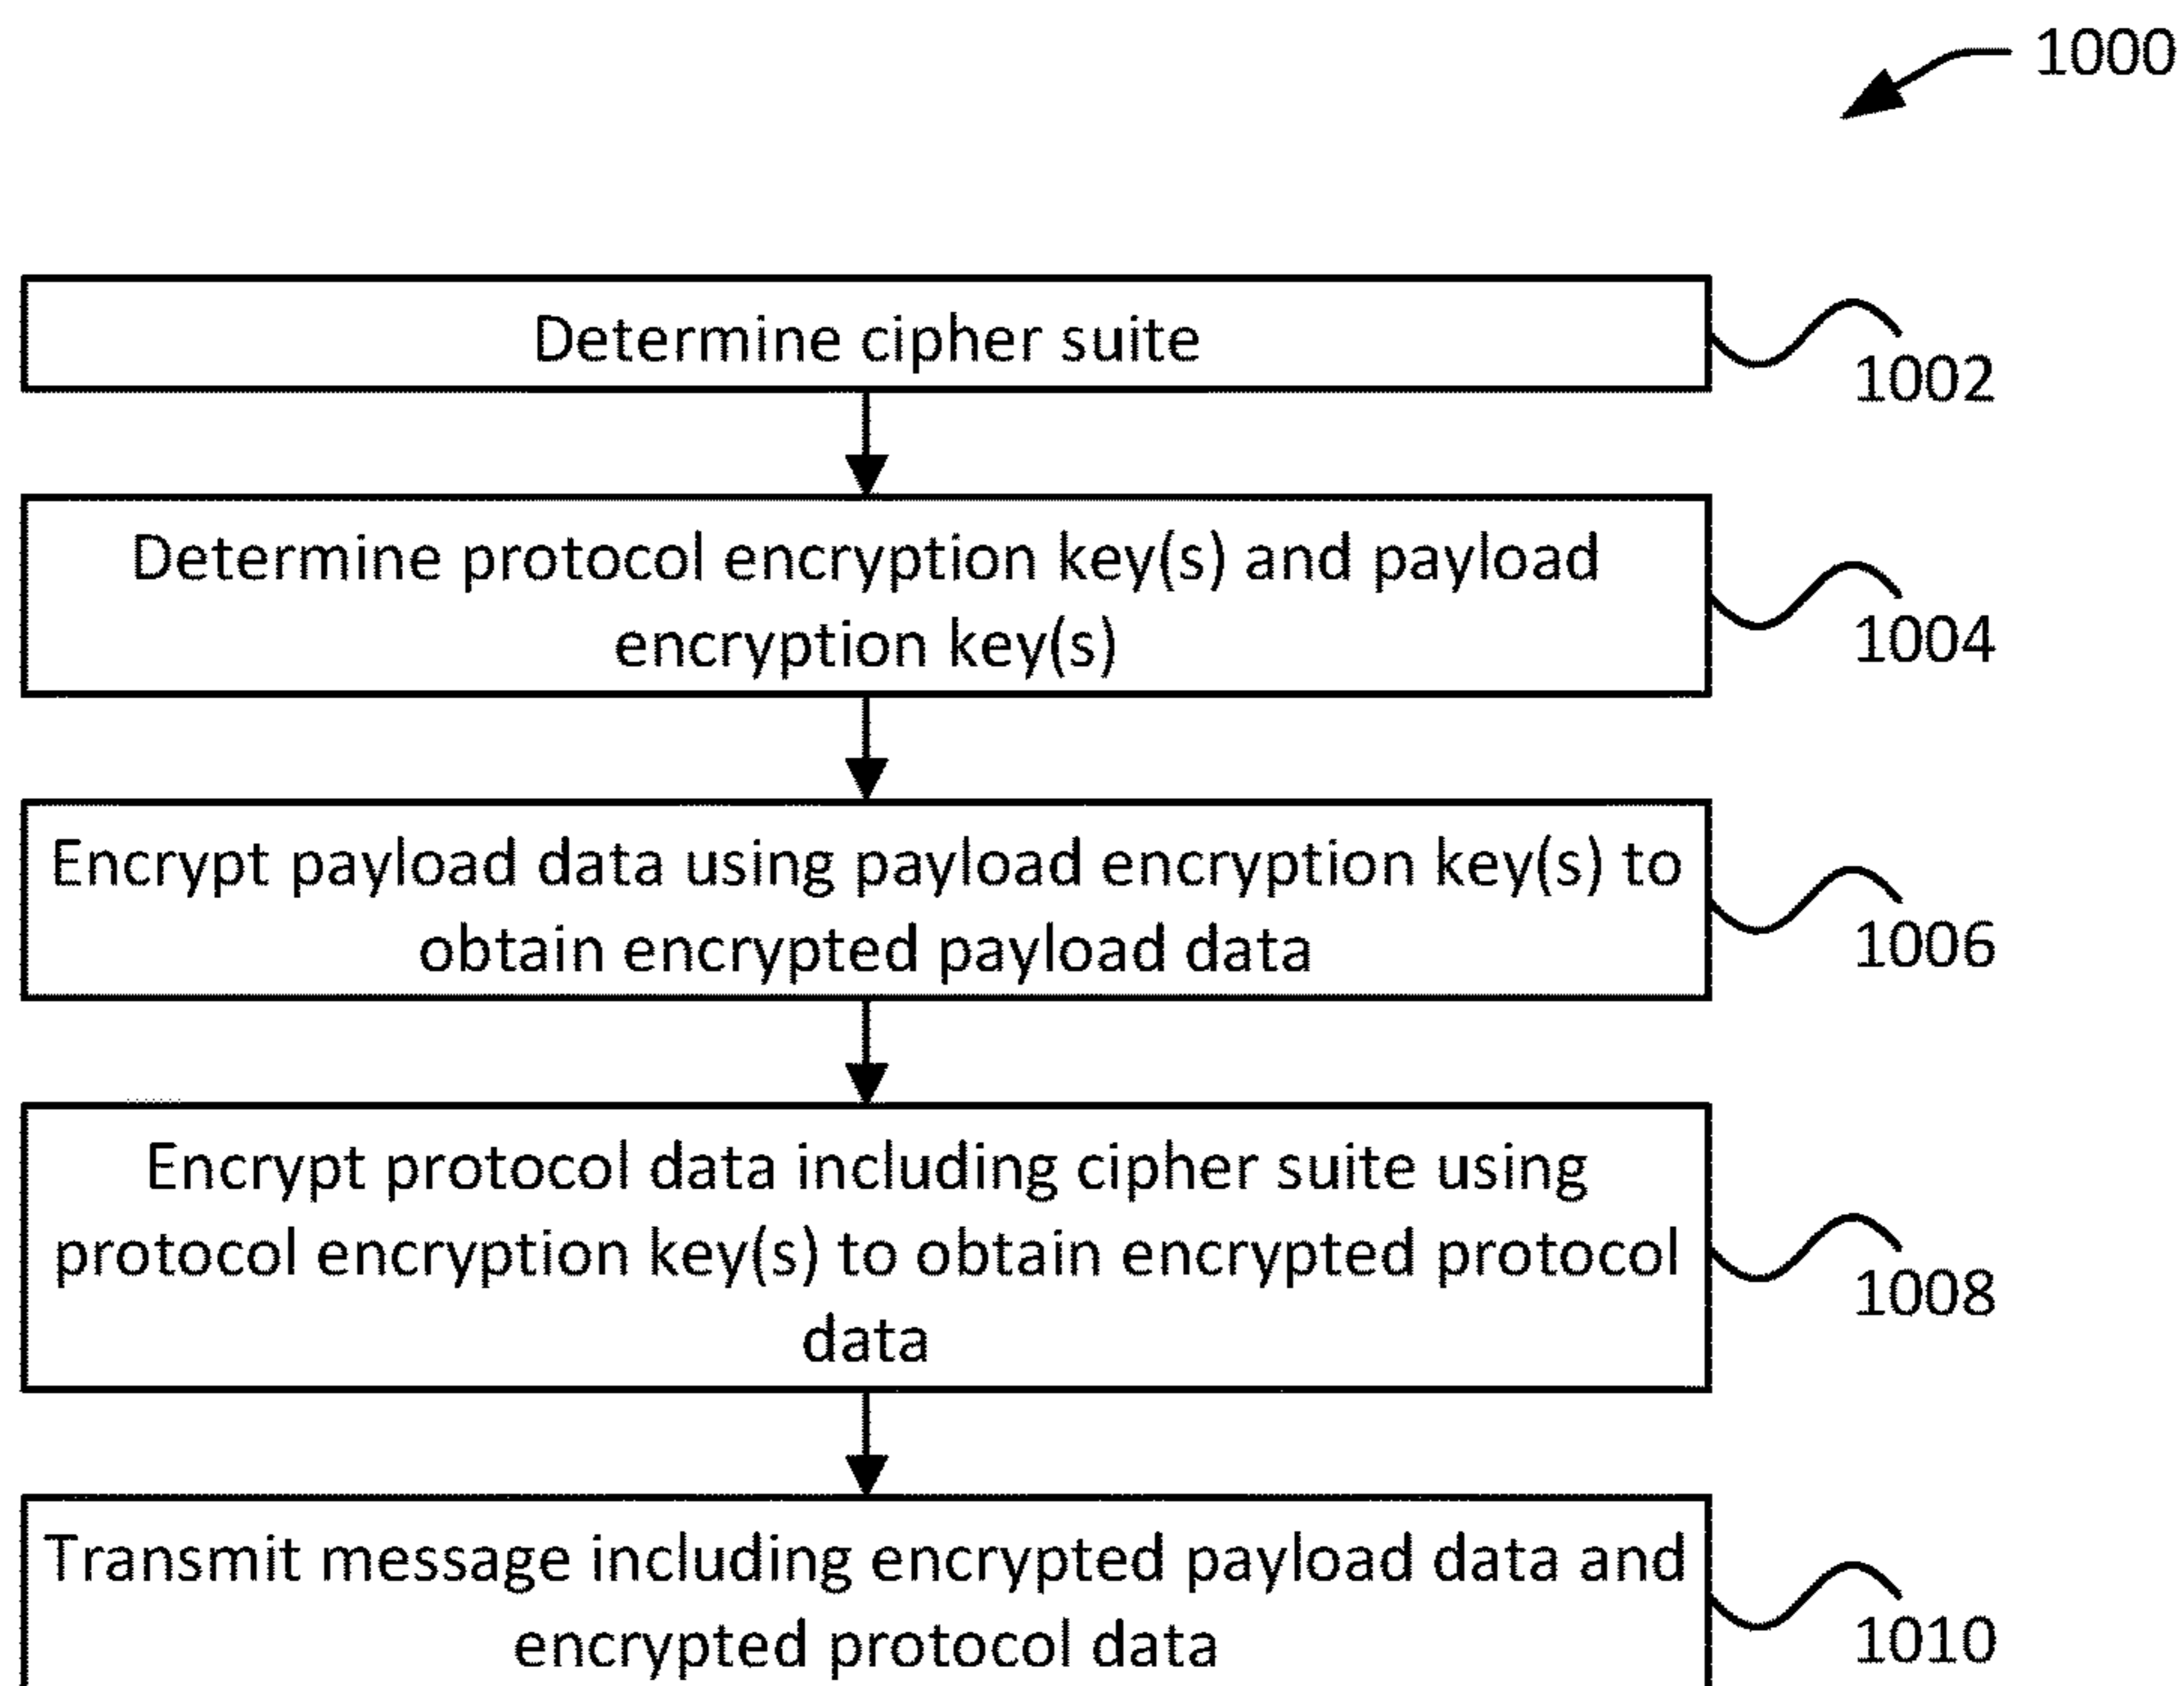 1000
Determine cipher suite
1002
Determine protocol encryption key(s) and payload
encryption key(s)
1004
Encrypt payload data using payload encryption key(s) to
obtain encrypted payload data
1006
Encrypt protocol data including cipher suite using
protocol encryption key(s) to obtain encrypted protocol
data
1008
Transmit message including encrypted payload data and
encrypted protocol data
1010